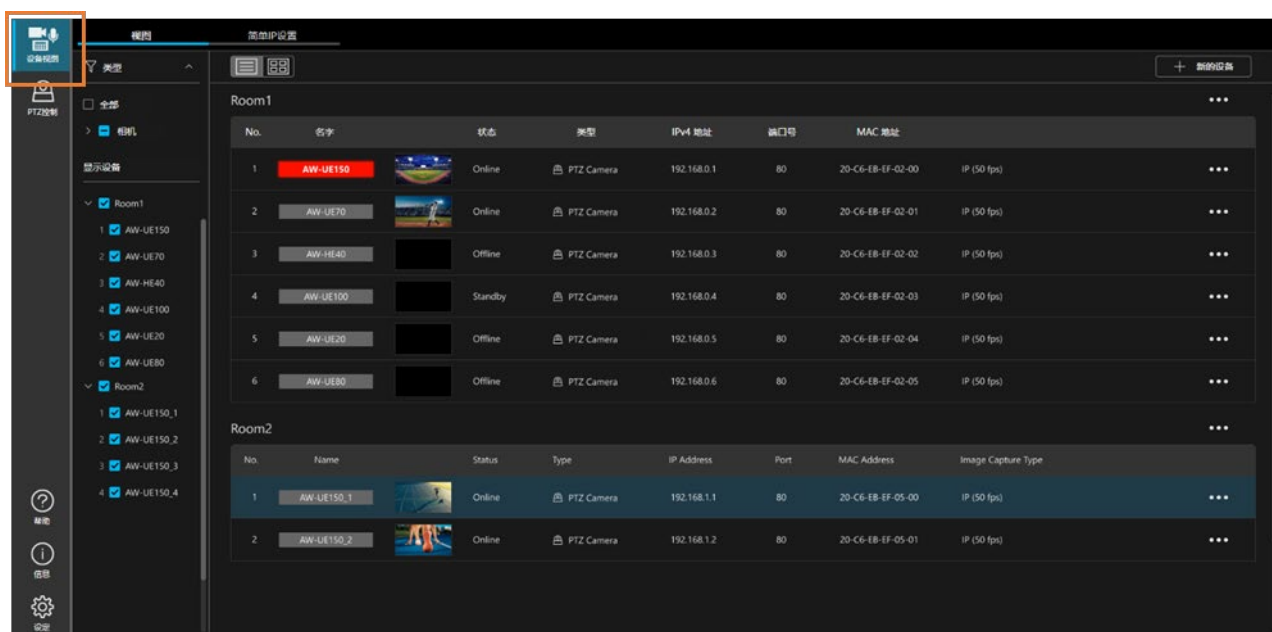 设备视图
PTZ控制
帮助
信息
设定
视图 简单IP设置
类型
全部
相机
显示设备
Room1
1 AW-UE150
2 AW-UE70
3 AW-HE40
4 AW-UE100
5 AW-UE20
6 AW-UE80
Room2
1 AW-UE150_1
2 AW-UE150_2
3 AW-UE150_3
4 AW-UE150_4
+ 新的设备
Room1
No. 名字 状态 类型 IPv4 地址 端口号 MAC 地址
1 AW-UE150 Online PTZ Camera 192.168.0.1 80 20-C6-EB-EF-02-00 IP (50 fps)
2 AW-UE70 Online PTZ Camera 192.168.0.2 80 20-C6-EB-EF-02-01 IP (50 fps)
3 AW-HE40 Offline PTZ Camera 192.168.0.3 80 20-C6-EB-EF-02-02 IP (50 fps)
4 AW-UE100 Standby PTZ Camera 192.168.0.4 80 20-C6-EB-EF-02-03 IP (50 fps)
5 AW-UE20 Offline PTZ Camera 192.168.0.5 80 20-C6-EB-EF-02-04 IP (50 fps)
6 AW-UE80 Offline PTZ Camera 192.168.0.6 80 20-C6-EB-EF-02-05 IP (50 fps)
Room2
No. Name Status Type IP Address Port MAC Address Image Capture Type
1 AW-UE150_1 Online PTZ Camera 192.168.1.1 80 20-C6-EB-EF-05-00 IP (50 fps)
2 AW-UE150_2 Online PTZ Camera 192.168.1.2 80 20-C6-EB-EF-05-01 IP (50 fps)